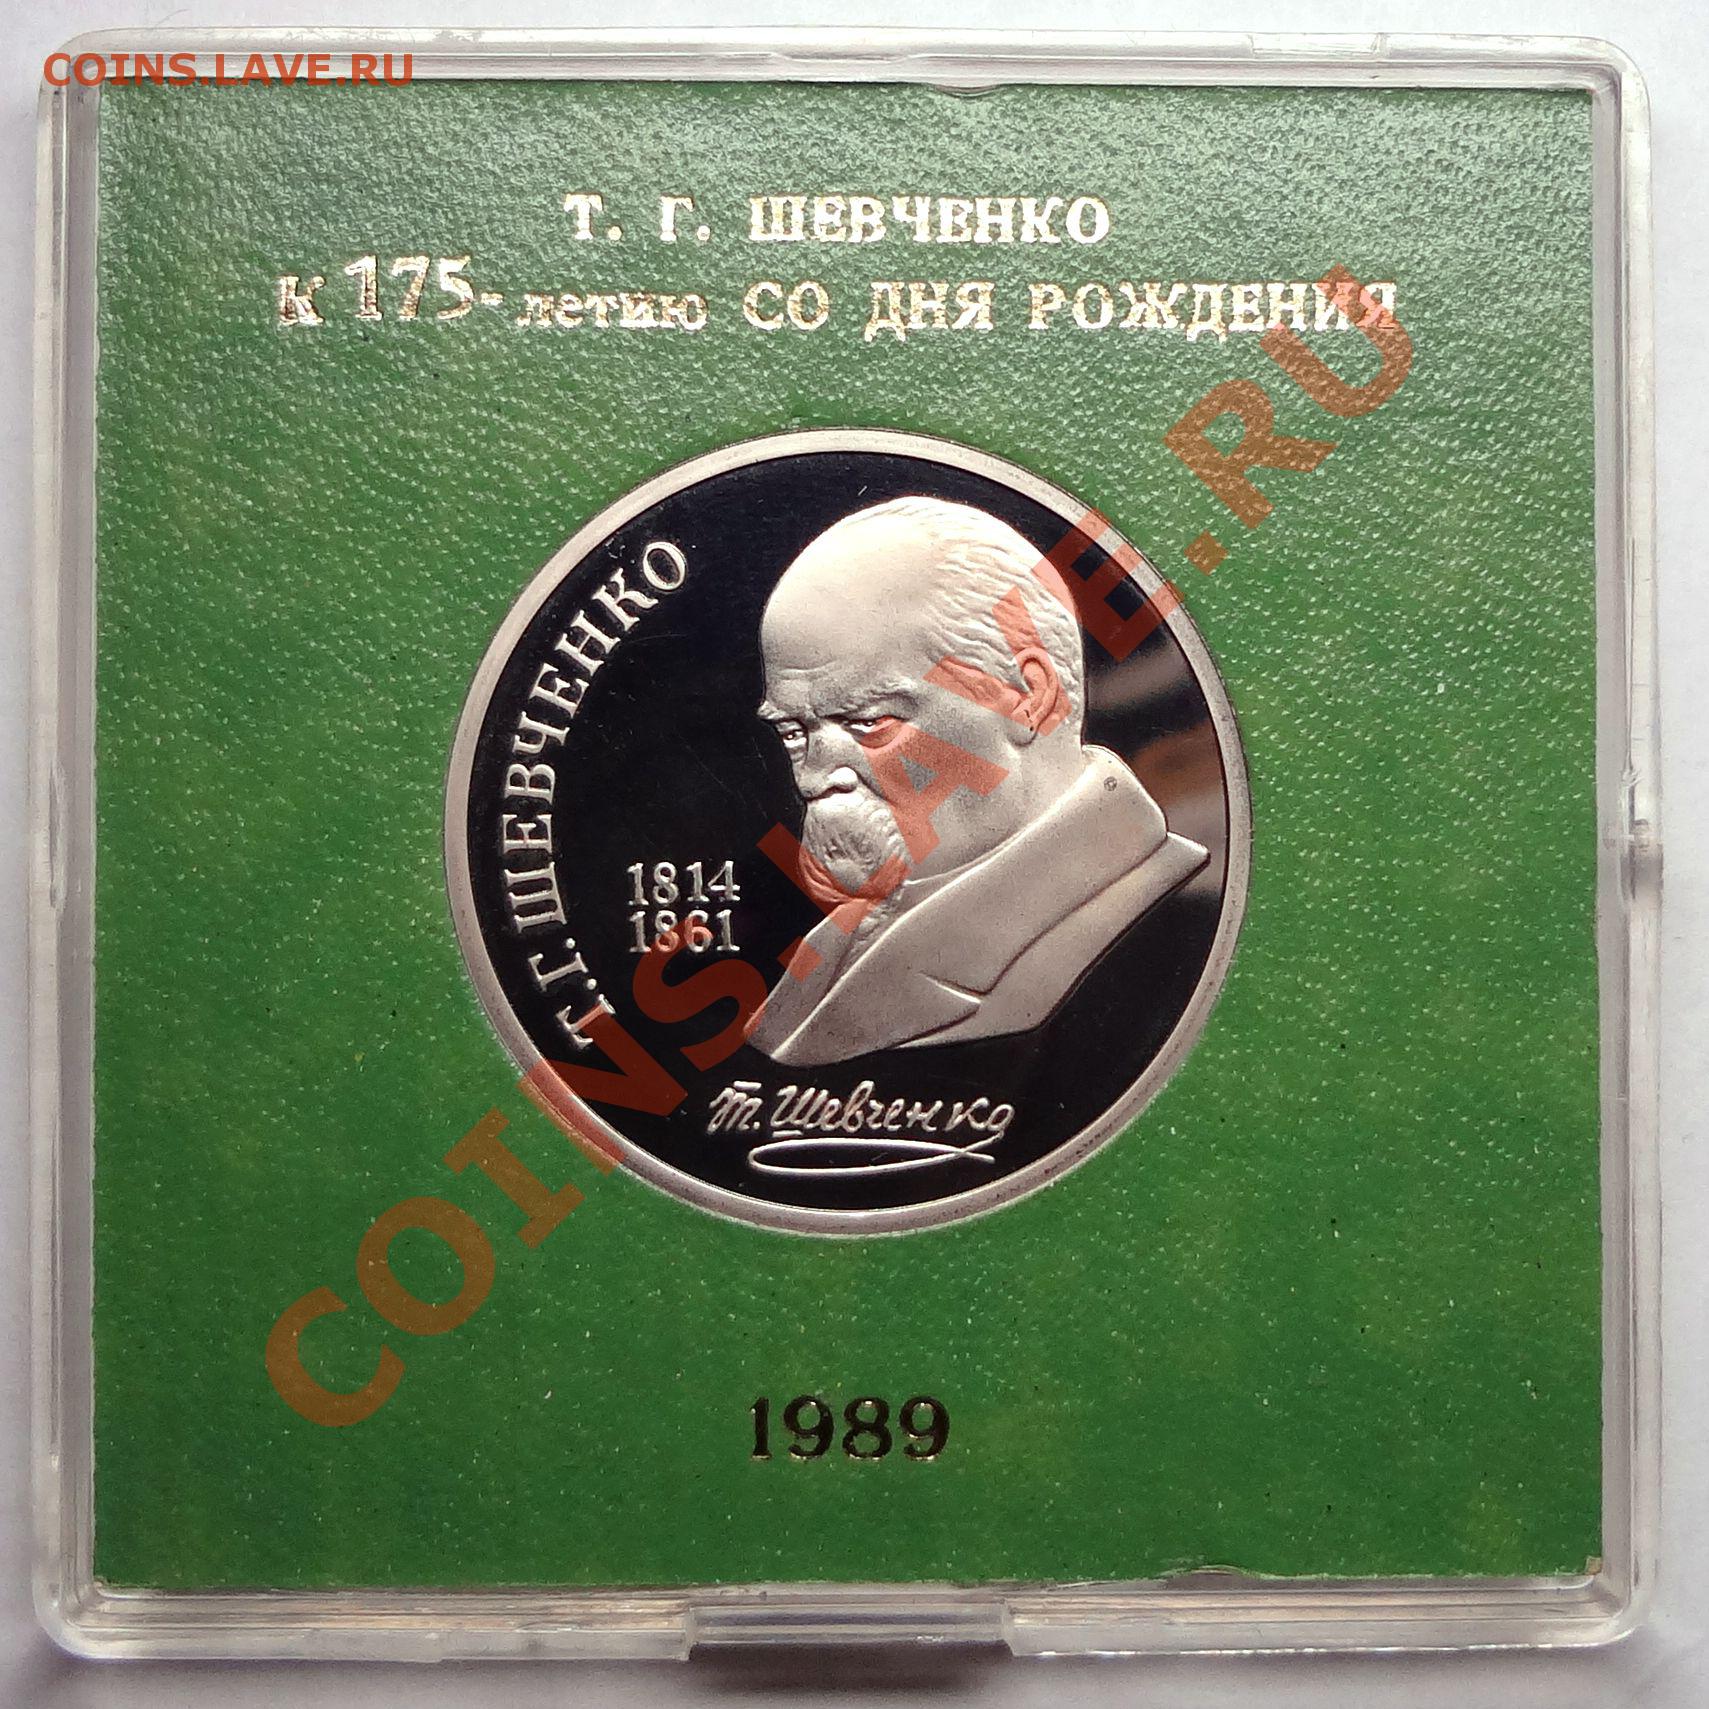 COINS.LAVE.RU
Т. Г. ШЕВЧЕНКО
К 175-летию СО ДНЯ РОЖДЕНИЯ
Т.Г.ШЕВЧЕНКО
1814
1861
Т. Шевченко
1989
COINS.LAVE.RU